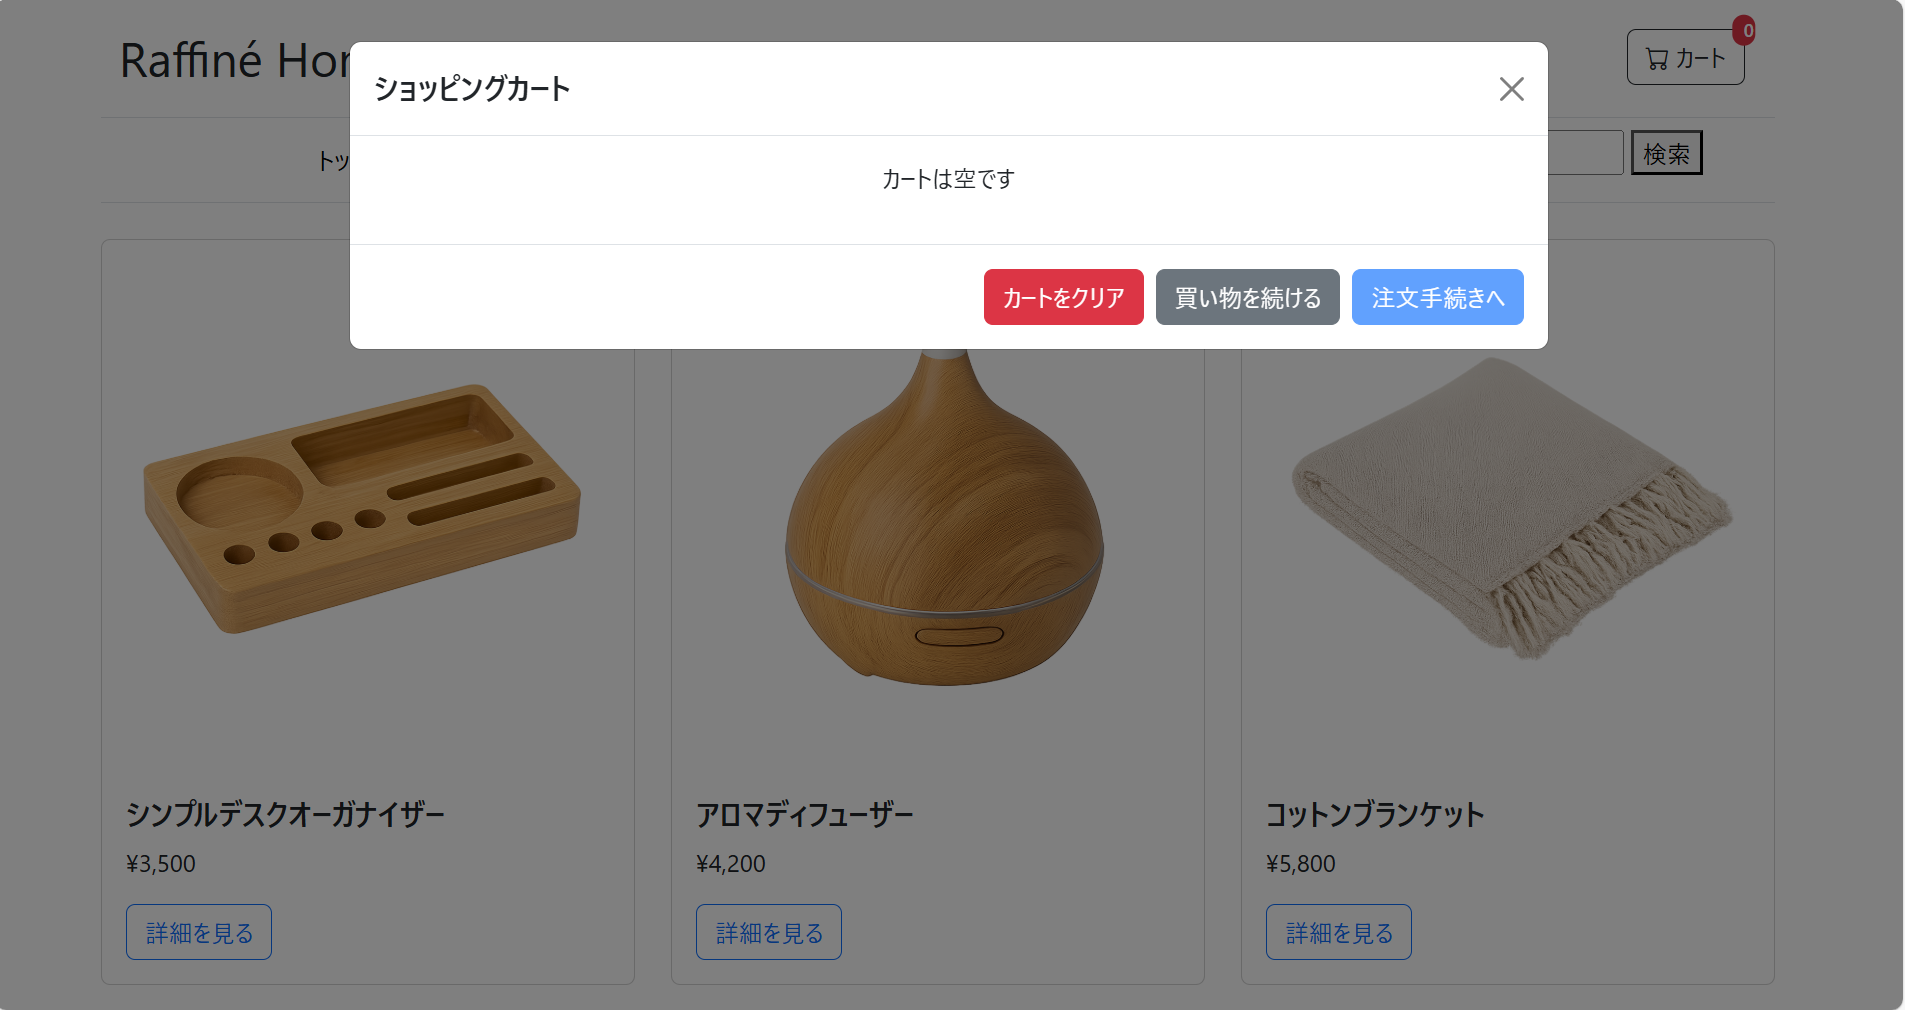 Raffiné
カート
0
ショッピングカート
検索
カートは空です
カートをクリア
買い物を続ける
注文手続きへ
シンプルデスクオーガナイザー
¥3,500
詳細を見る
アロマディフューザー
¥4,200
詳細を見る
コットンブランケット
¥5,800
詳細を見る